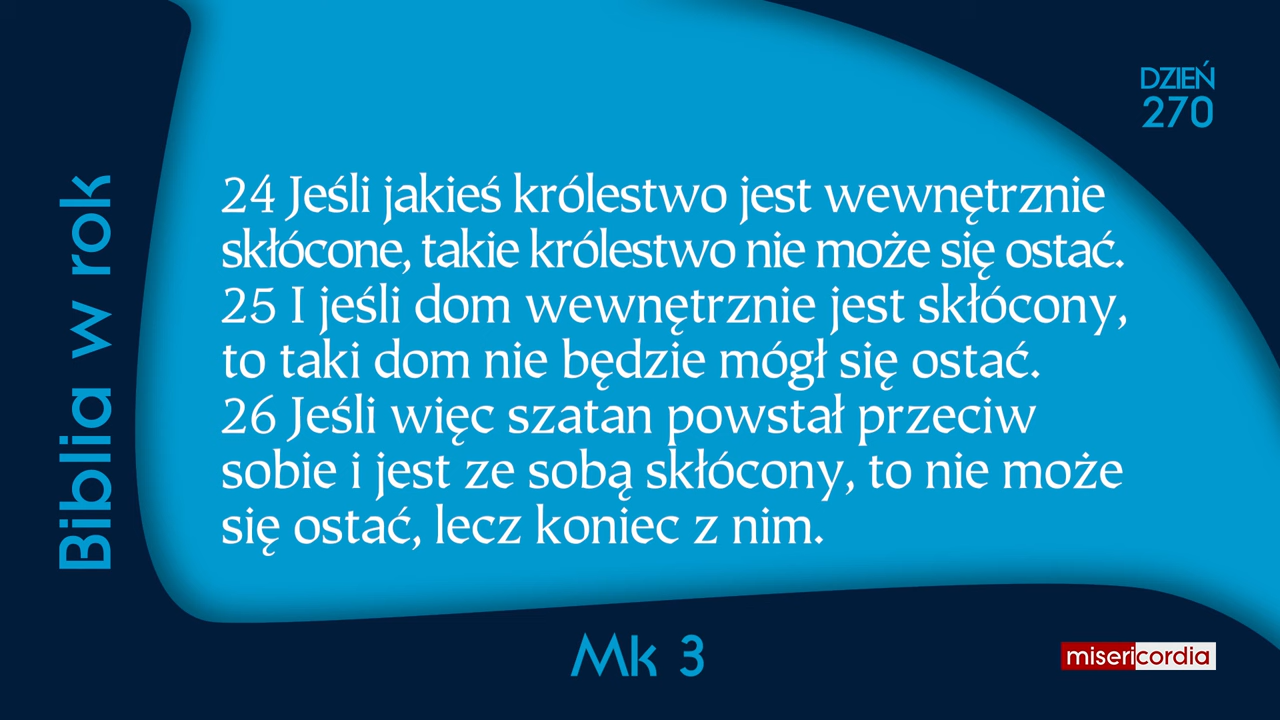 DZIEŃ
270
Biblia w rok
24 Jeśli jakieś królestwo jest wewnętrznie
skłócone, takie królestwo nie może się ostać.
25 I jeśli dom wewnętrznie jest skłócony,
to taki dom nie będzie mógł się ostać.
26 Jeśli więc szatan powstał przeciw
sobie i jest ze sobą skłócony, to nie może
się ostać, lecz koniec z nim.
Mk 3
misericordia